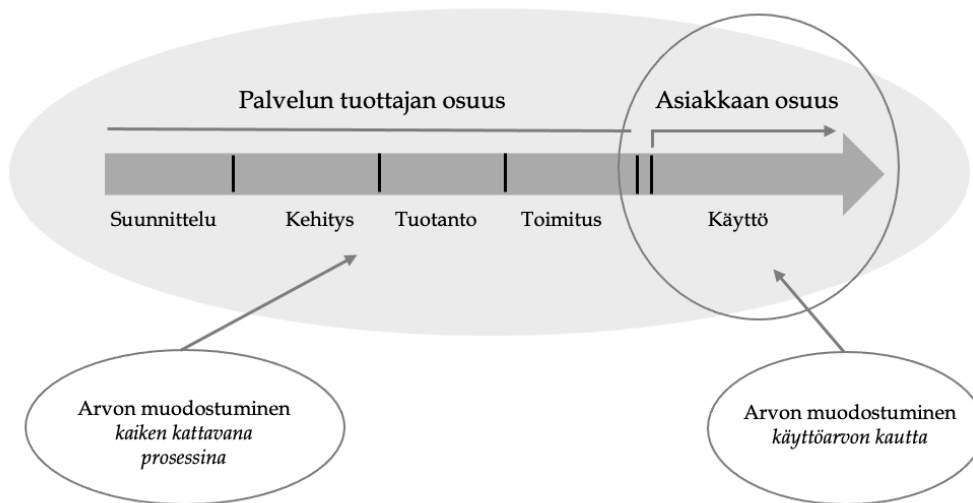 Palvelun tuottajan osuus
Asiakkaan osuus
Suunnittelu
Kehitys
Tuotanto
Toimitus
Käyttö
Arvon muodostuminen
kaiken kattavana
prosessina
Arvon muodostuminen
käyttöarvon kautta